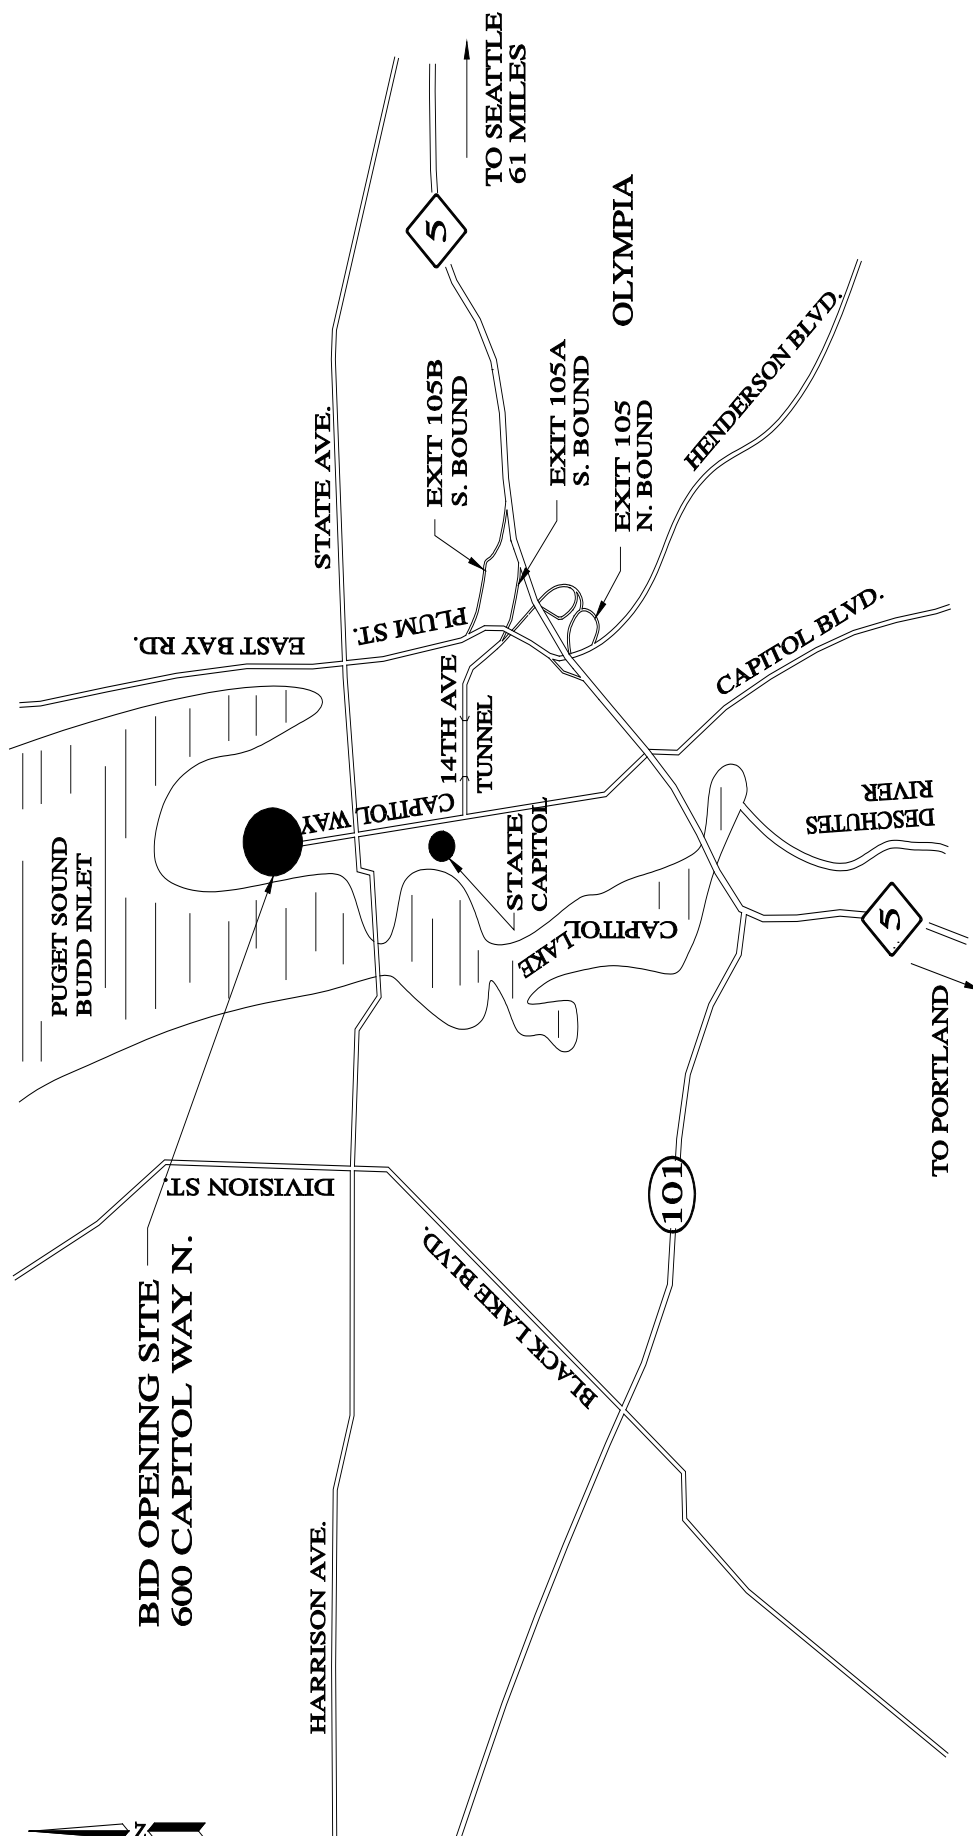 BID OPENING SITE
600 CAPITOL WAY N.
PUGET SOUND
BUDD INLET
EAST BAY RD.
DIVISION ST.
HARRISON AVE.
STATE AVE.
CAPITOL WAY
PLUM ST.
14TH AVE
TUNNEL
STATE
CAPITOL
CAPITOL
LAKE
EXIT 105B
S. BOUND
EXIT 105A
S. BOUND
EXIT 105
N. BOUND
5
TO SEATTLE
61 MILES
OLYMPIA
HENDERSON BLVD.
CAPITOL BLVD.
DESCHUTES
RIVER
BLACK LAKE BLVD.
101
5
TO PORTLAND
N